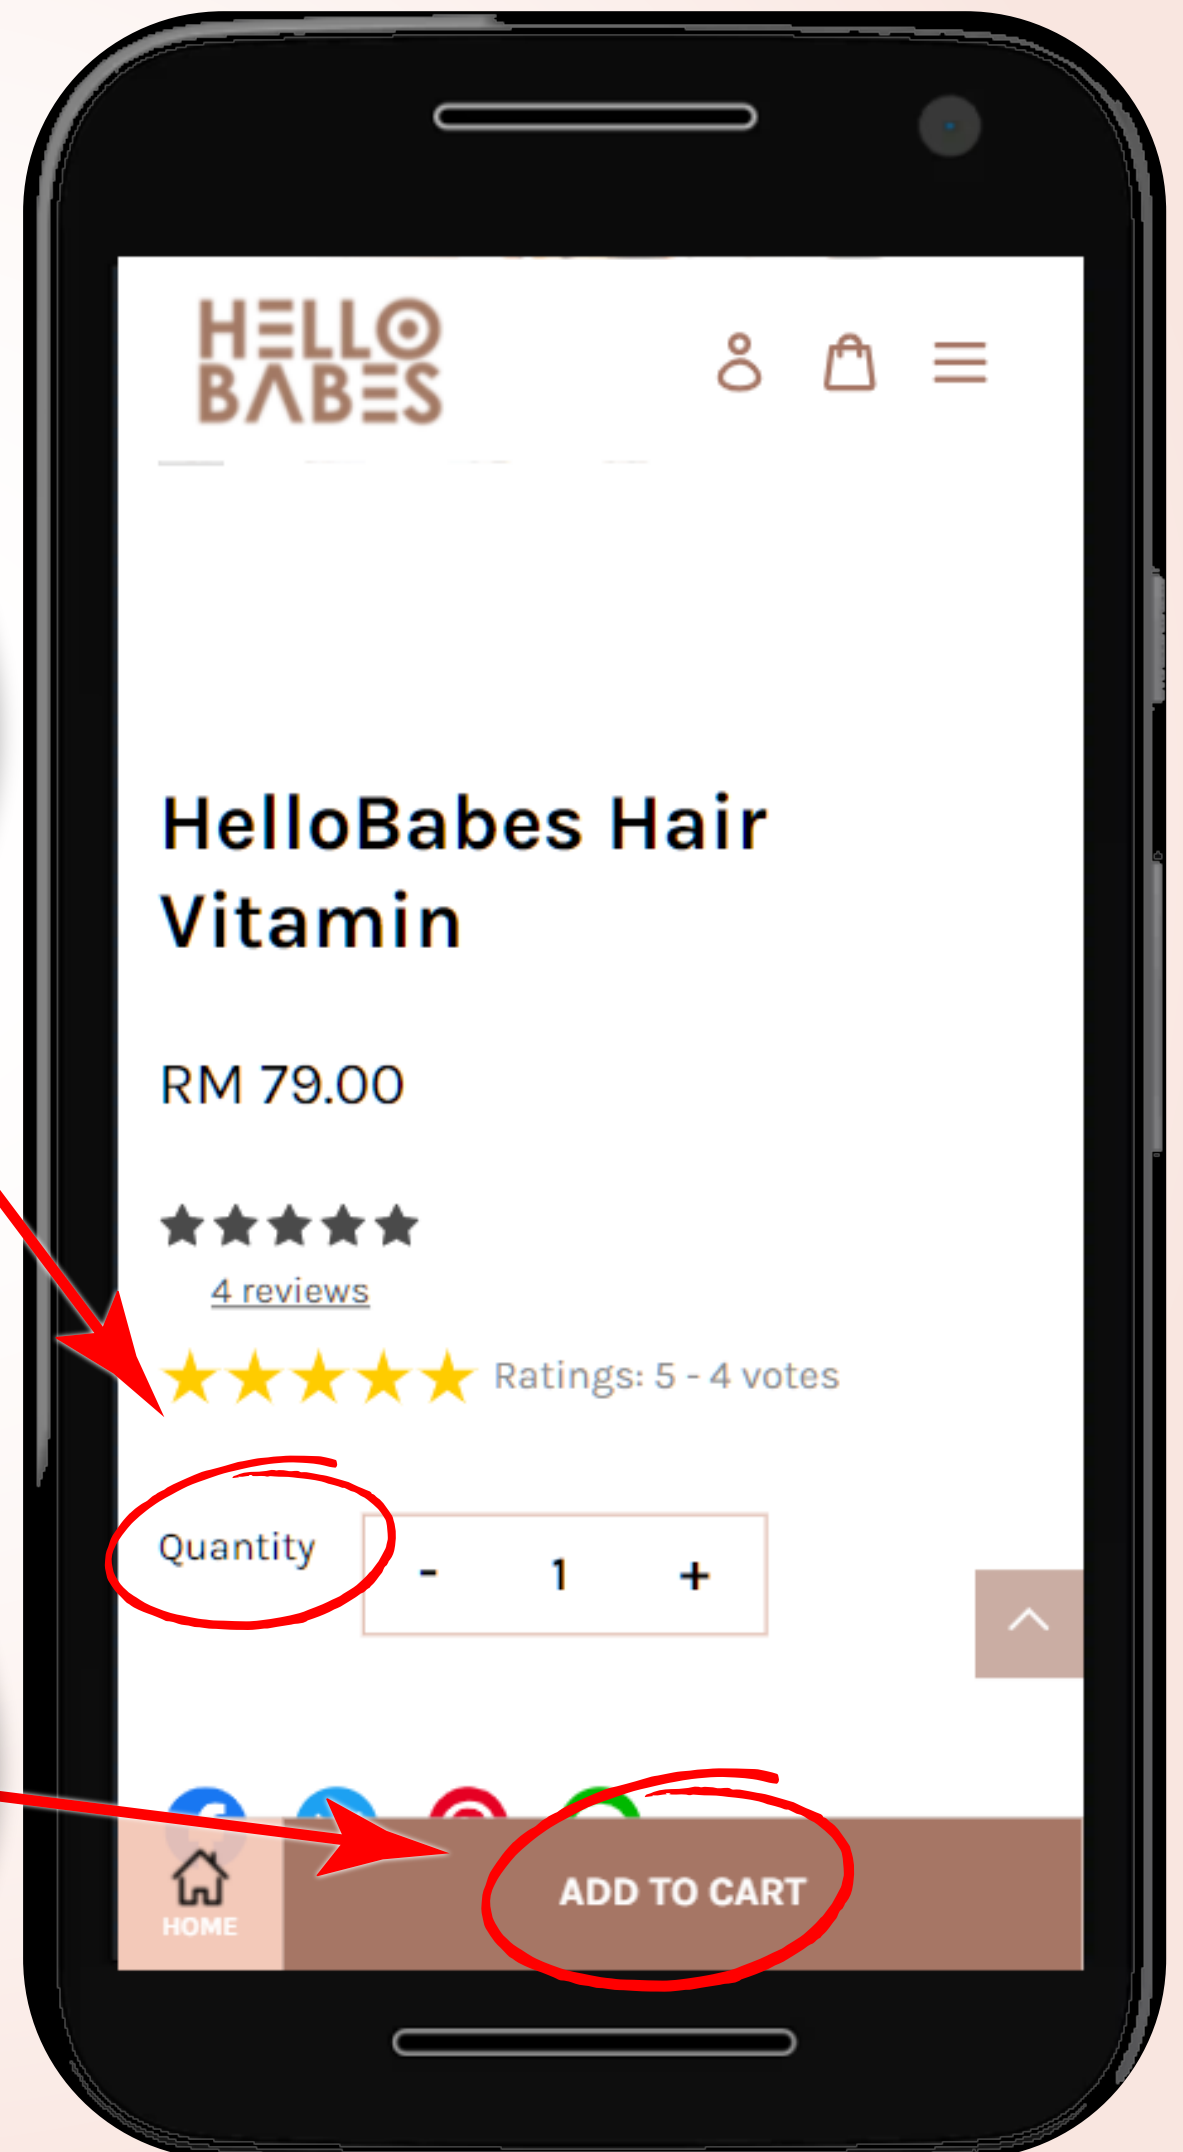 HELLO
BABES
HelloBabes Hair
Vitamin
RM 79.00
4 reviews
Ratings: 5 - 4 votes
Quantity
- 1 +
ADD TO CART
HOME